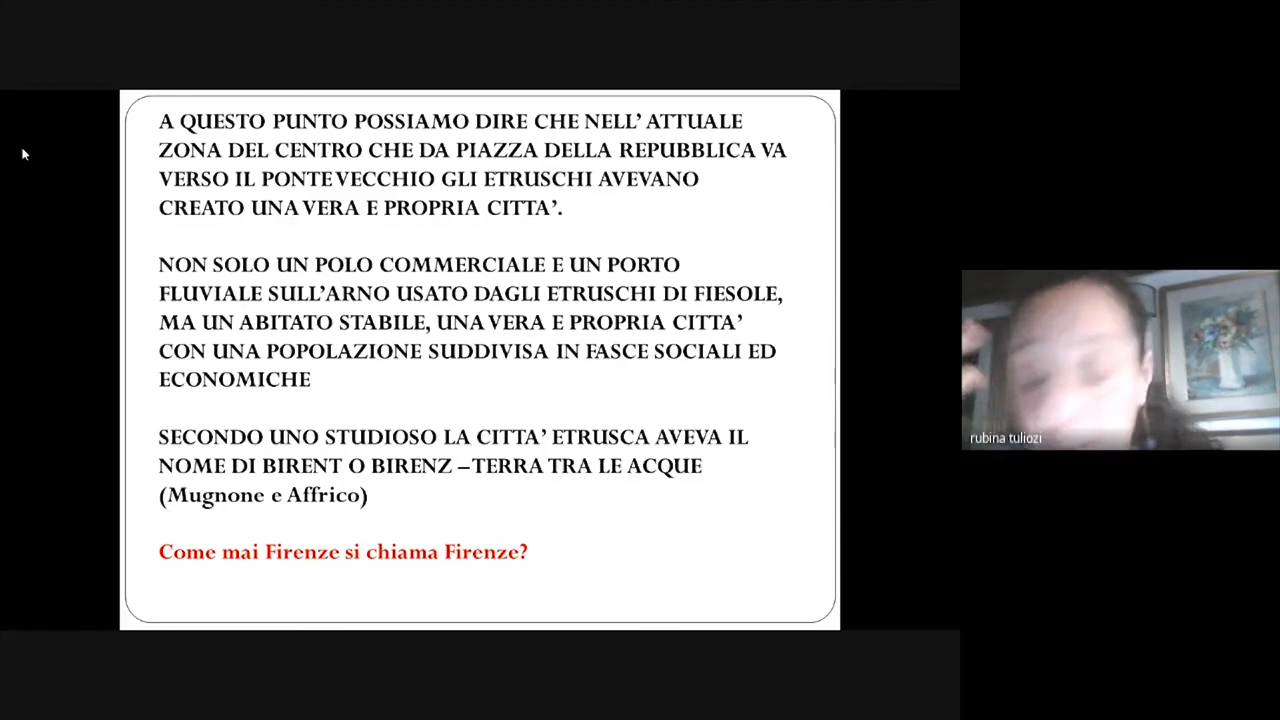 A QUESTO PUNTO POSSIAMO DIRE CHE NELL’ ATTUALE
ZONA DEL CENTRO CHE DA PIAZZA DELLA REPUBBLICA VA
VERSO IL PONTE VECCHIO GLI ETRUSCHI AVEVANO
CREATO UNA VERA E PROPRIA CITTA’.
NON SOLO UN POLO COMMERCIALE E UN PORTO
FLUVIALE SULL’ARNO USATO DAGLI ETRUSCHI DI FIESOLE,
MA UN ABITATO STABILE, UNA VERA E PROPRIA CITTA’
CON UNA POPOLAZIONE SUDDIVISA IN FASCE SOCIALI ED
ECONOMICHE
SECONDO UNO STUDIOSO LA CITTA’ ETRUSCA AVEVA IL
NOME DI BIRENT O BIRENZ –TERRA TRA LE ACQUE
(Mugnone e Affrico)
Come mai Firenze si chiama Firenze?
rubina tuliozi